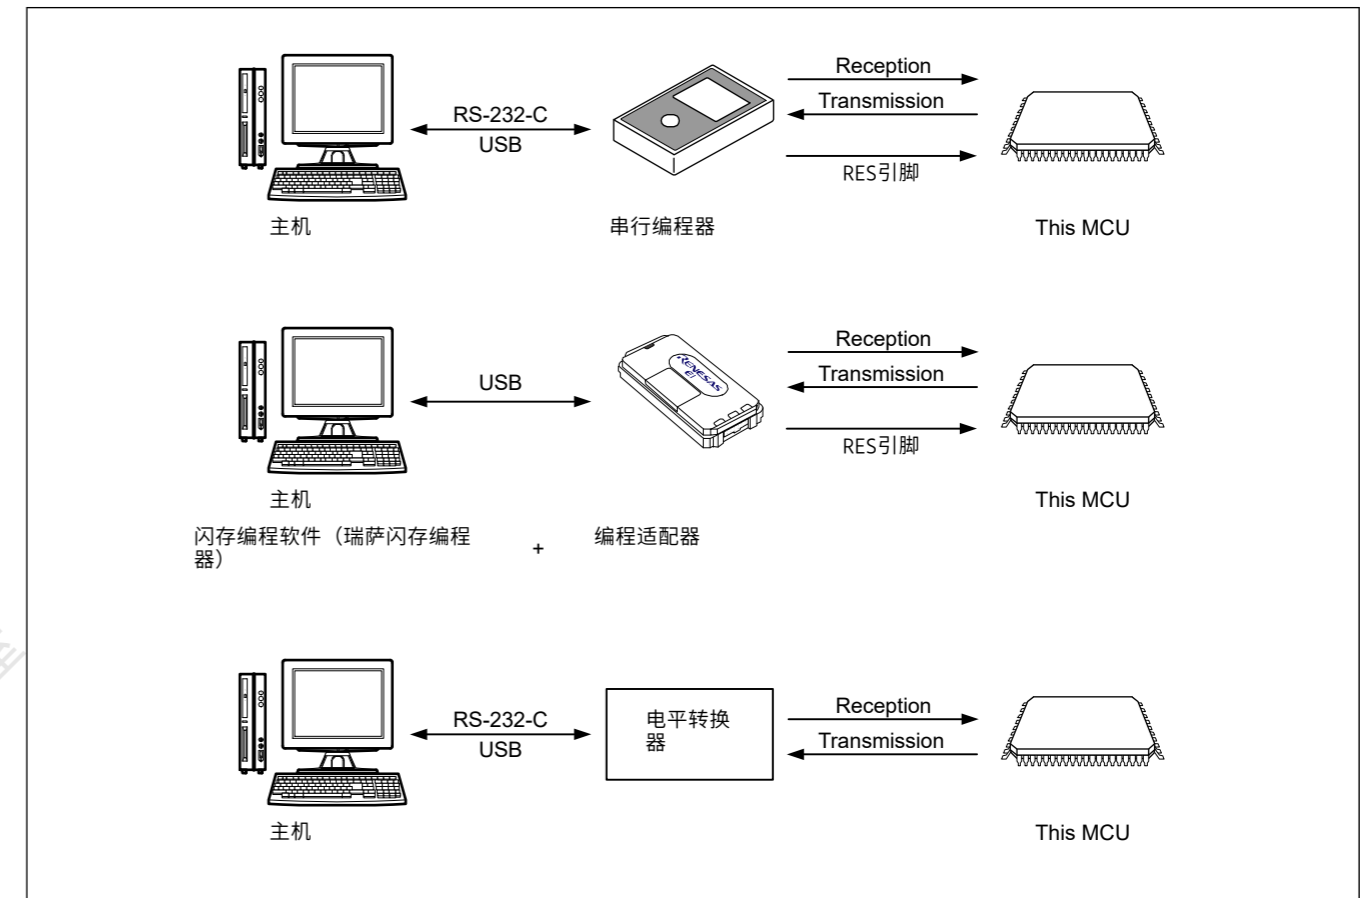 Reception
RS-232-C
Transmission
USB
RES引脚
主机
串行编程器
This MCU
Reception
USB
Transmission
RENESAS
E1
RES引脚
主机
This MCU
闪存编程软件（瑞萨闪存编程
器）
+
编程适配器
Reception
RS-232-C
电平转换
器
Transmission
USB
主机
This MCU